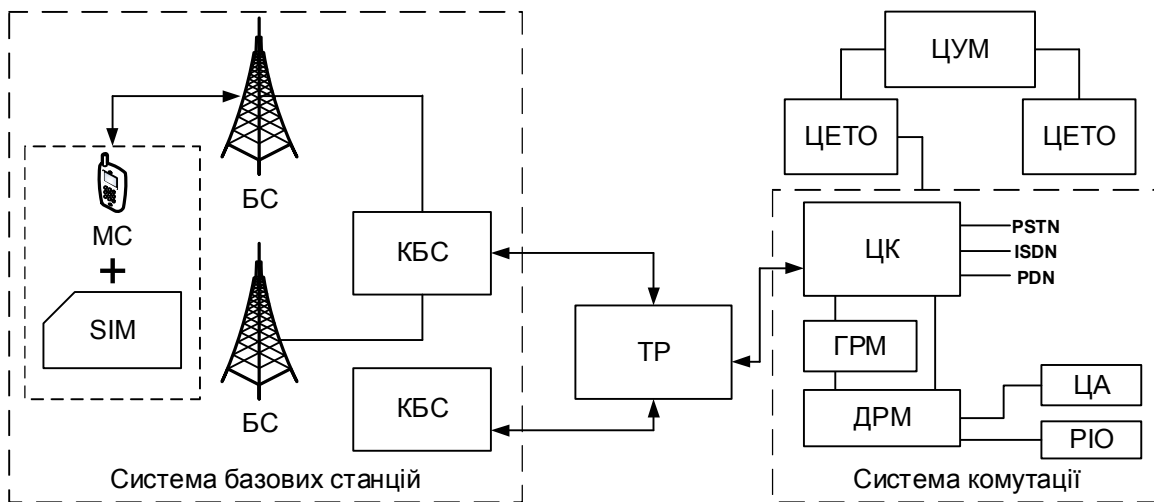 ЦУМ
ЦЕТО
ЦЕТО
БС
МС
+
SIM
БС
КБС
КБС
ТР
ЦК
PSTN
ISDN
PDN
ГРМ
ДРМ
ЦА
РІО
Система базових станцій
Система комутації